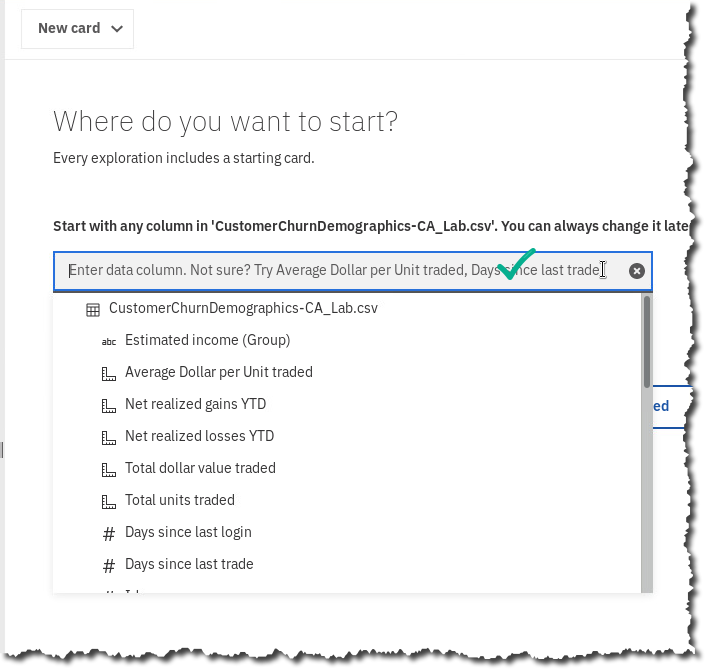 New card
Where do you want to start?
Every exploration includes a starting card.
Start with any column in 'CustomerChurnDemographics-CA_Lab.csv'. You can always change it late
Enter data column. Not sure? Try Average Dollar per Unit traded, Days since last trade
CustomerChurnDemographics-CA_Lab.csv
abc Estimated income (Group)
Average Dollar per Unit traded
Net realized gains YTD
ed
Net realized losses YTD
Total dollar value traded
Total units traded
# Days since last login
# Days since last trade